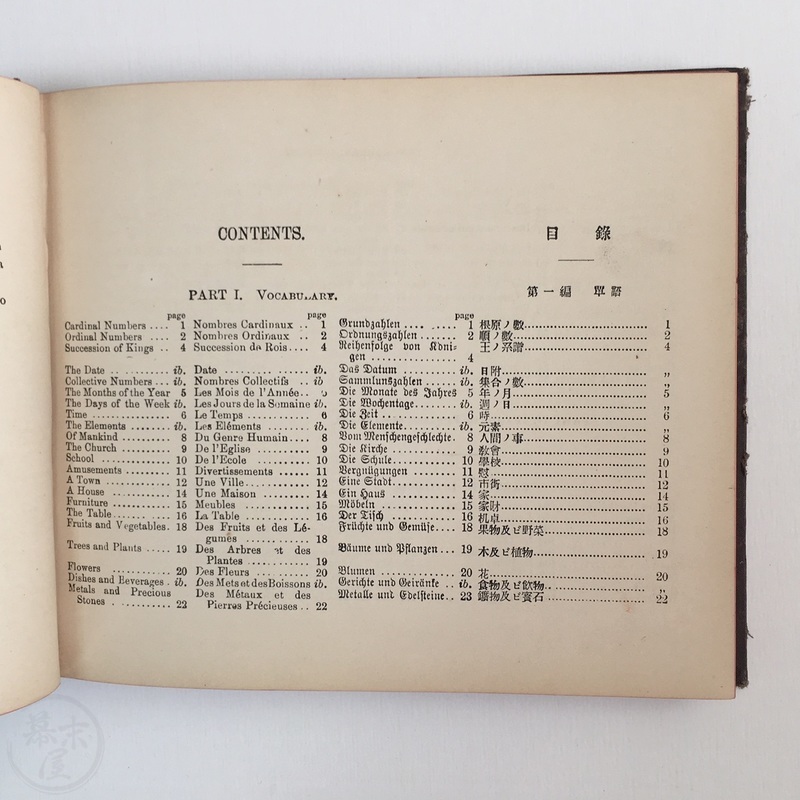 CONTENTS.
目錄
PART I. VOCABULARY.
第一編 單語
page page page
Cardinal Numbers .... 1 Nombres Cardinaux .. 1 Grundzahlen .... 1 根原ノ數 1
Ordinal Numbers .... 2 Nombres Ordinaux .. 2 Ordnungszahlen 2 順ノ數 2
Succession of Kings .. 4 Succession de Rois.... 4 Reihenfolge von Köni- 王ノ系譜 4
gen 4
The Date ib. Date ib. Das Datum ib. 日附 „
Collective Numbers ... ib. Nombres Collectifs .. ib Sammlungszahlen ib. 集合ノ數 „
The Months of the Year 5 Les Mois de l'Année.. 5 Die Monate des Jahres 5 年ノ月 5
The Days of the Week ib. Les Jours de la Semaine ib. Die Wochentage ib. 週ノ日 „
Time 6 Le Temps 6 Die Zeit 6 時 6
The Elements ib. Les Eléments ib. Die Elemente ib. 元素 „
Of Mankind 8 Du Genre Humain.... 8 Vom Menschengeschlechte. 8 人間ノ事 8
The Church 9 De l'Eglise 9 Die Kirche 9 敎會 9
School 10 De l'Ecole 10 Die Schule 10 學校 10
Amusements 11 Divertissements 11 Vergnügungen 11 慰 11
A Town 12 Une Ville 12 Eine Stadt 12 市街 12
A House 14 Une Maison 14 Ein Haus 14 家 14
Furniture 15 Meubles 15 Möbeln 15 家財 15
The Table 16 La Table 16 Der Tisch 16 机卓 16
Fruits and Vegetables. 18 Des Fruits et des Lé- Früchte und Gemüse 18 果物及ビ野菜 18
gumes 18
Trees and Plants ..... 19 Des Arbres et des Bäume und Pflanzen .. 19 木及ビ植物 19
Plantes 19
Flowers 20 Des Fleurs 20 Blumen 20 花 20
Dishes and Beverages . ib. Des Mets et des Boissons ib. Gerichte und Getränke .. ib. 食物及ビ飮物 „
Metals and Precious Des Métaux et des Metalle und Edelsteine.. 23 鑛物及ビ寳石 22
Stones 22 Pierres Précieuses .. 22
幕末屋